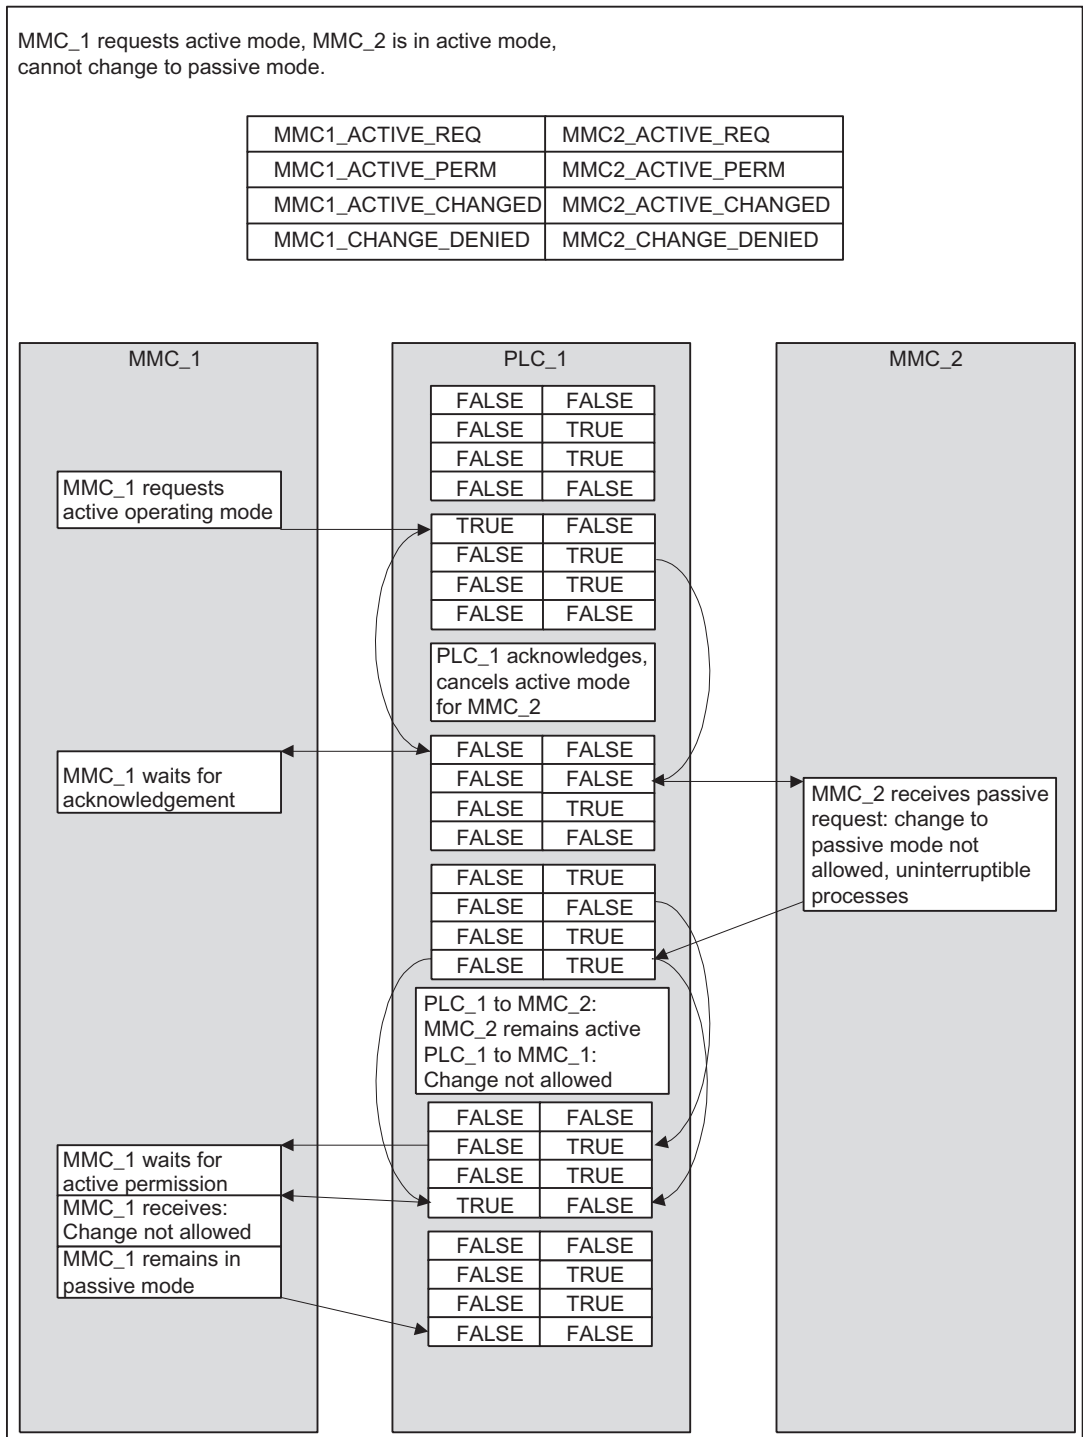 MMC_1 requests active mode, MMC_2 is in active mode,
cannot change to passive mode.
MMC1_ACTIVE_REQ MMC2_ACTIVE_REQ
MMC1_ACTIVE_PERM MMC2_ACTIVE_PERM
MMC1_ACTIVE_CHANGED MMC2_ACTIVE_CHANGED
MMC1_CHANGE_DENIED MMC2_CHANGE_DENIED
MMC_1 PLC_1 MMC_2
FALSE FALSE
FALSE TRUE
FALSE TRUE
FALSE FALSE
MMC_1 requests
active operating mode
TRUE FALSE
FALSE TRUE
FALSE TRUE
FALSE FALSE
PLC_1 acknowledges,
cancels active mode
for MMC_2
FALSE FALSE
FALSE FALSE
FALSE TRUE
FALSE FALSE
MMC_1 waits for
acknowledgement
MMC_2 receives passive
request: change to
passive mode not
allowed, uninterruptible
processes
FALSE TRUE
FALSE FALSE
FALSE TRUE
FALSE TRUE
PLC_1 to MMC_2:
MMC_2 remains active
PLC_1 to MMC_1:
Change not allowed
FALSE FALSE
FALSE TRUE
FALSE TRUE
TRUE FALSE
MMC_1 waits for
active permission
MMC_1 receives:
Change not allowed
MMC_1 remains in
passive mode
FALSE FALSE
FALSE TRUE
FALSE TRUE
FALSE FALSE